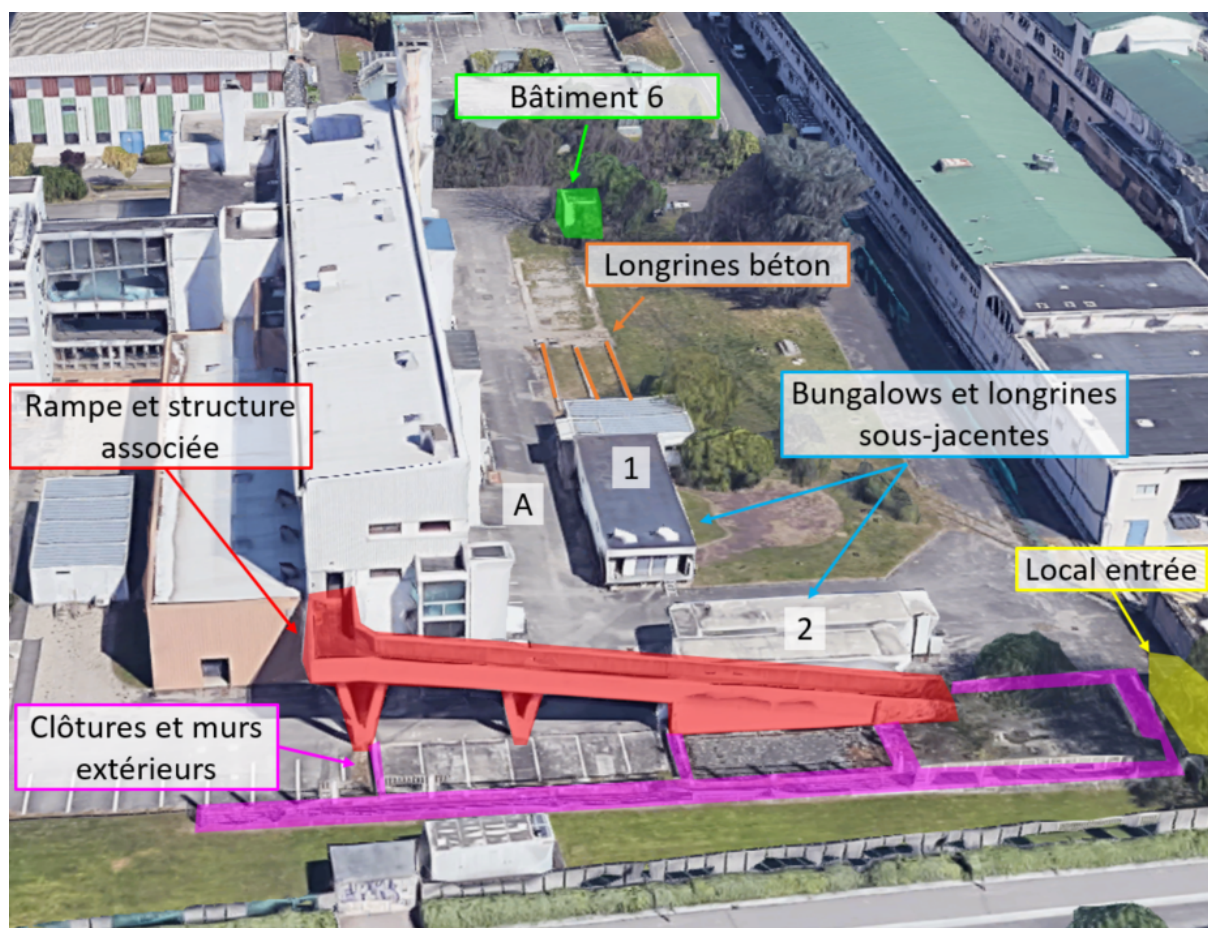 Bâtiment 6
Longrines béton
Rampe et structure
associée
Bungalows et longrines
sous-jacentes
1
A
Local entrée
2
Clôtures et murs
extérieurs